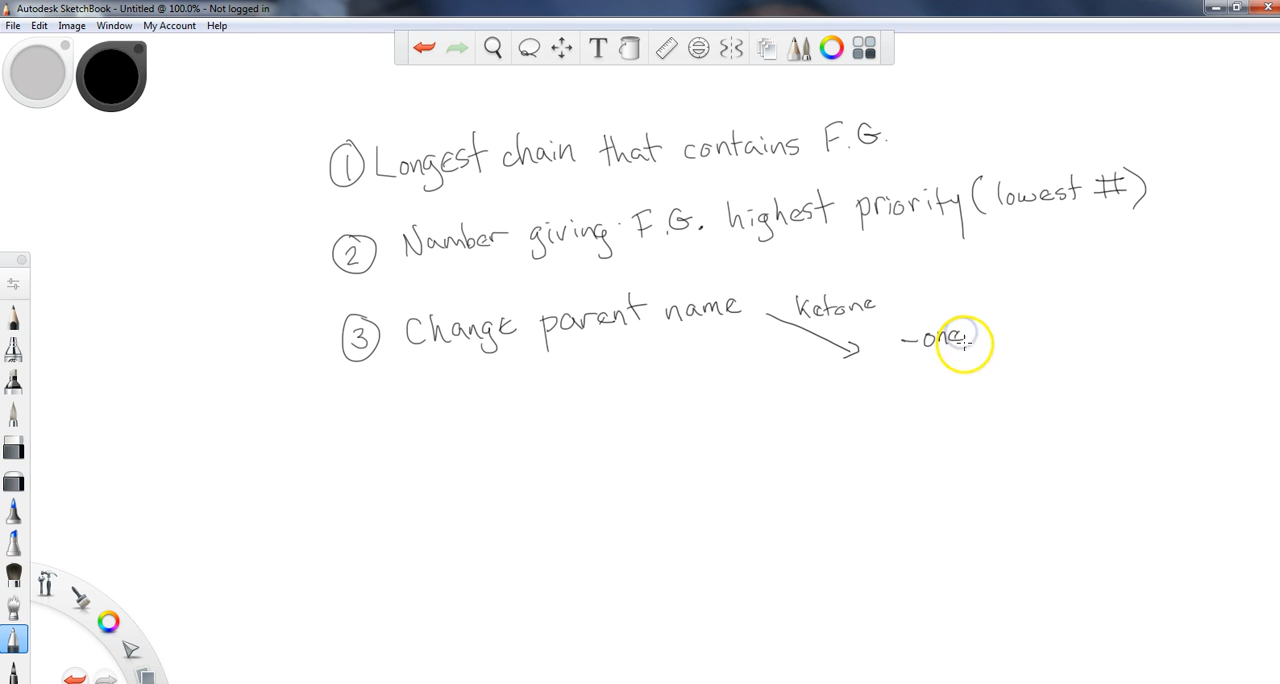 Autodesk SketchBook - Untitled @ 100.0% - Not logged in
File Edit Image Window My Account Help
T
① Longest chain that contains F.G.
② Number giving F.G. highest priority (lowest #)
③ Change parent name
Ketone
-one